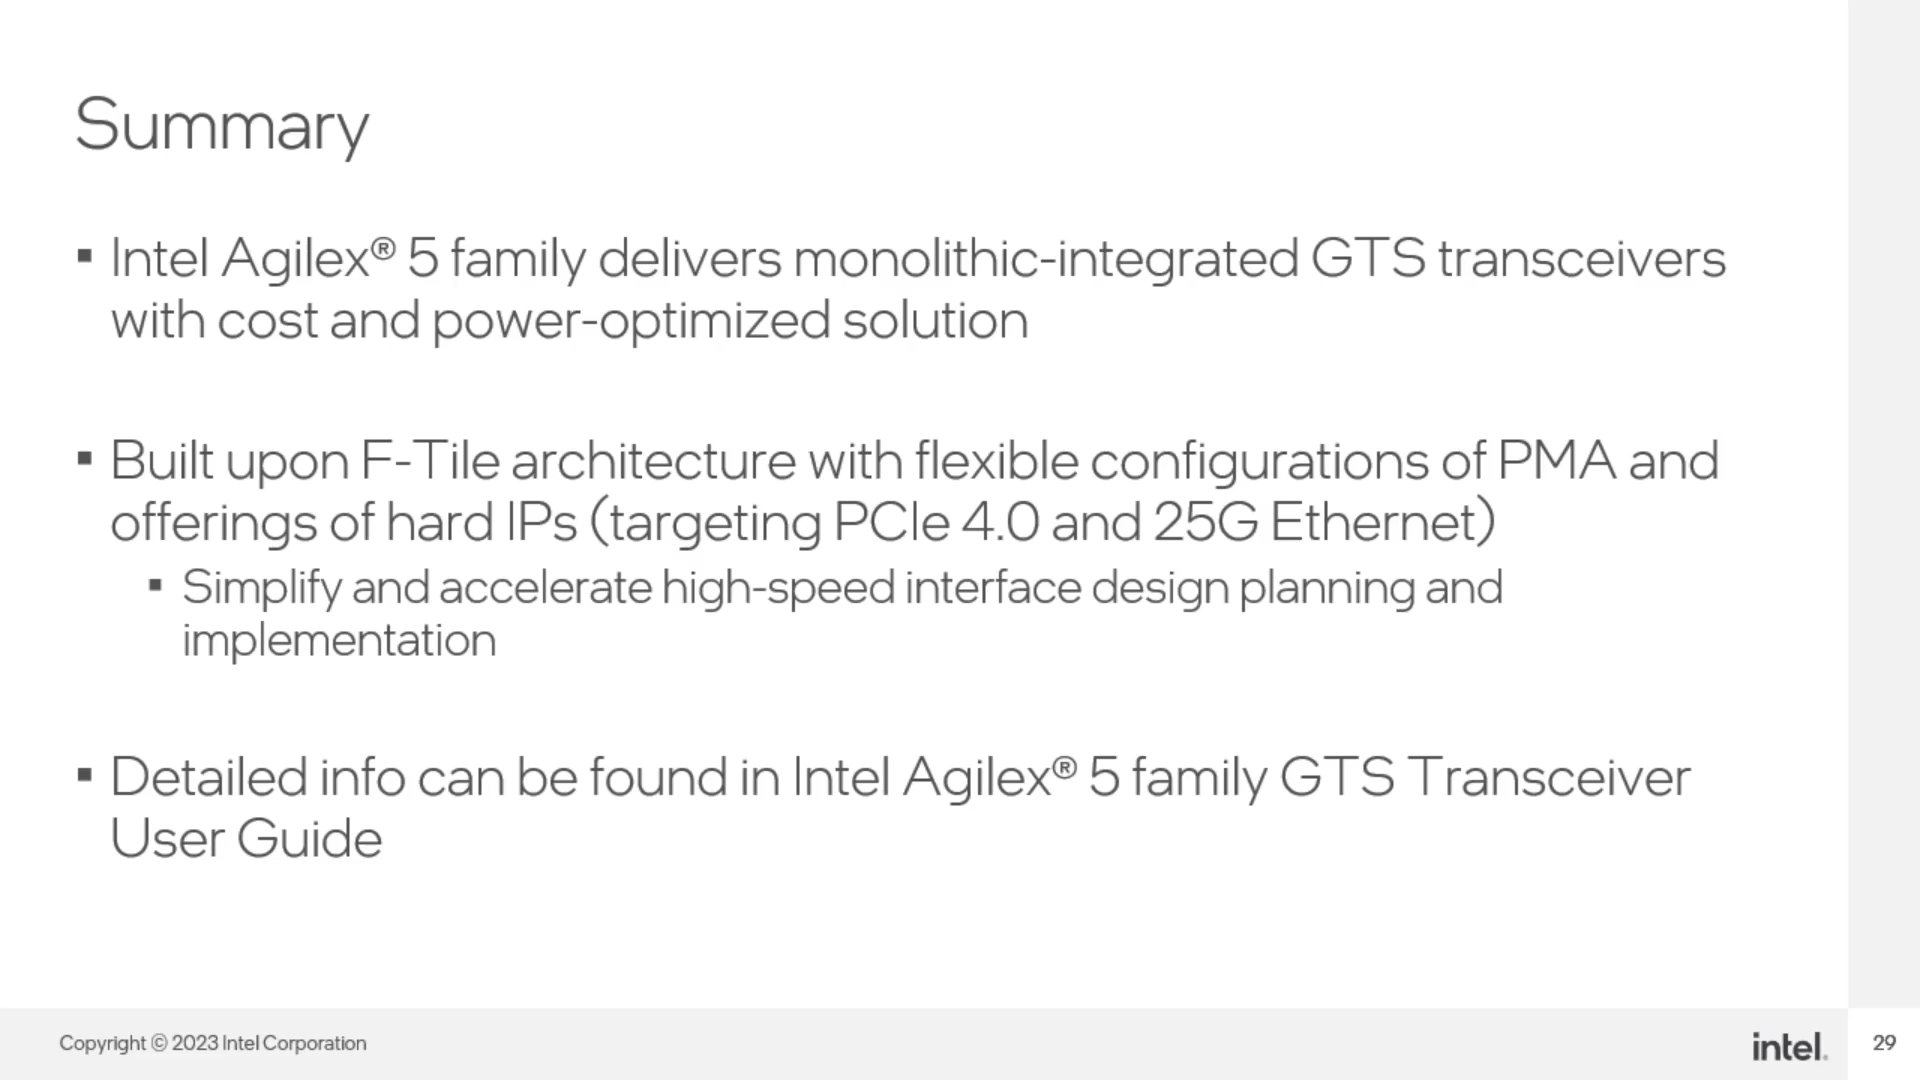 Summary
▪ Intel Agilex® 5 family delivers monolithic-integrated GTS transceivers
with cost and power-optimized solution
▪ Built upon F-Tile architecture with flexible configurations of PMA and
offerings of hard IPs (targeting PCIe 4.0 and 25G Ethernet)
▪ Simplify and accelerate high-speed interface design planning and
implementation
▪ Detailed info can be found in Intel Agilex® 5 family GTS Transceiver
User Guide
Copyright © 2023 Intel Corporation
intel.
29